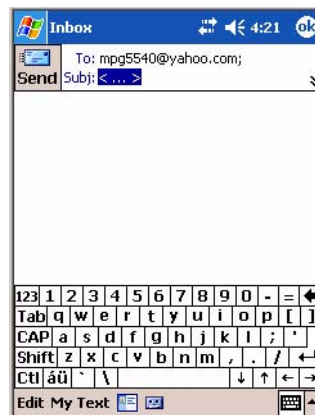 Inbox 4:21 ok
To: mpg5540@yahoo.com;
Send Subj: < ... >
123 1 2 3 4 5 6 7 8 9 0 - =
Tab q w e r t y u i o p [ ]
CAP a s d f g h j k l ; '
Shift z x c v b n m , . /
Ctl áü ` \
Edit My Text